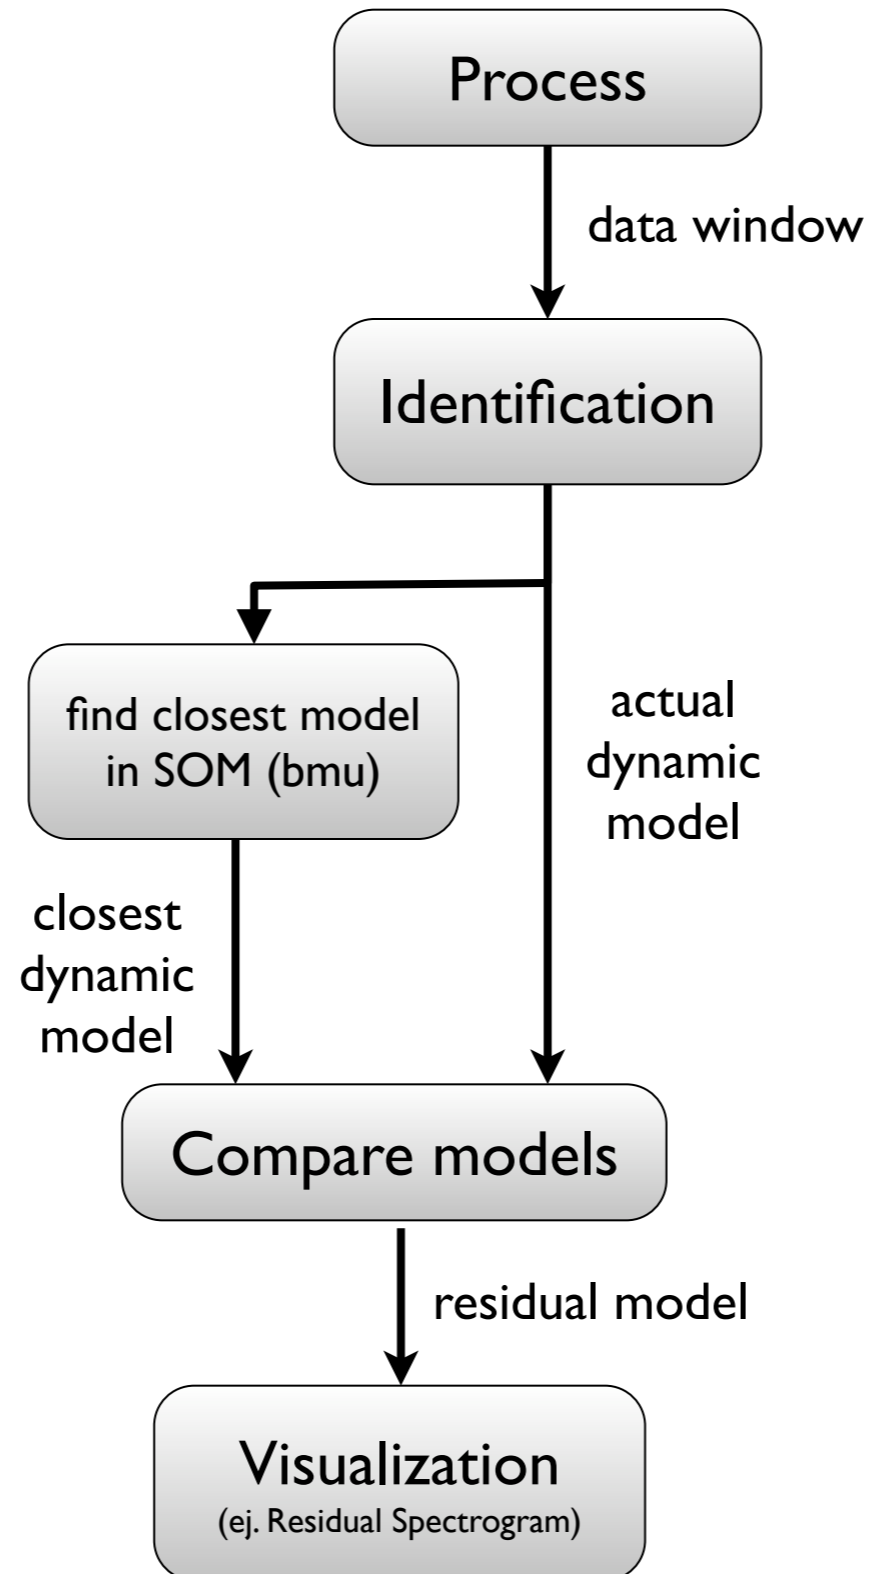 Process
data window
Identification
find closest model
in SOM (bmu)
actual
dynamic
model
closest
dynamic
model
Compare models
residual model
Visualization
(ej. Residual Spectrogram)